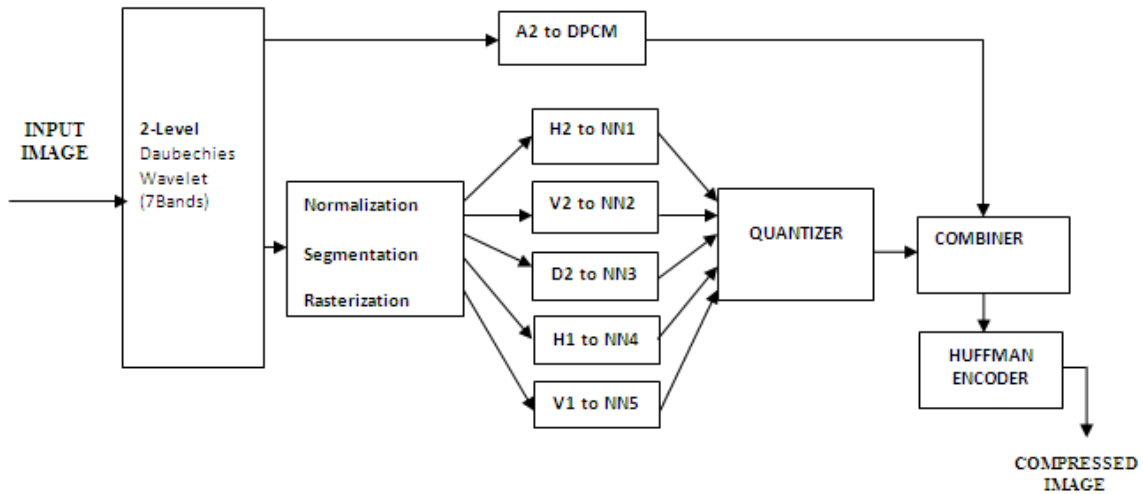 A2 to DPCM
INPUT
IMAGE
2-Level
Daubechies
Wavelet
(7Bands)
Normalization
Segmentation
Rasterization
H2 to NN1
V2 to NN2
D2 to NN3
H1 to NN4
V1 to NN5
QUANTIZER
COMBINER
HUFFMAN
ENCODER
COMPRESSED
IMAGE